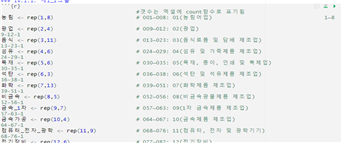 #갯수는 엑셀에 count함수로 표기됨
농림 <- rep(1,8) # 001-008: 01(농림어업) 1-8
광업 <- rep(2,4) # 009-012: 02(광업)
9-12-1
음식 <- rep(3,11) # 013-023: 03(음식료품 및 담배 제조업)
13-23-1
섬유 <- rep(4,6) # 024-029: 04(섬유 및 가죽제품 제조업)
24-29-1
목재 <- rep(5,6) # 030-035: 05(목재, 종이, 인쇄 및 복제업)
30-35-1
석탄 <- rep(6,3) # 036-038: 06(석탄 및 석유제품 제조업)
36-38-1
화학 <- rep(7,13) # 039-051: 07(화학제품 제조업)
39-51-1
비금속 <- rep(8,5) # 052-056: 08(비금속광물제품 제조업)
52-56-1
금속_1차 <- rep(9,7) # 057-063: 09(1차 금속제품 제조업)
57-63-1
금속가공 <- rep(10,4) # 064-067: 10(금속제품 제조업)
64-67-1
컴퓨터_전자_광학 <- rep(11,9) # 068-076: 11(컴퓨터, 전자 및 광학기기)
68-76-1